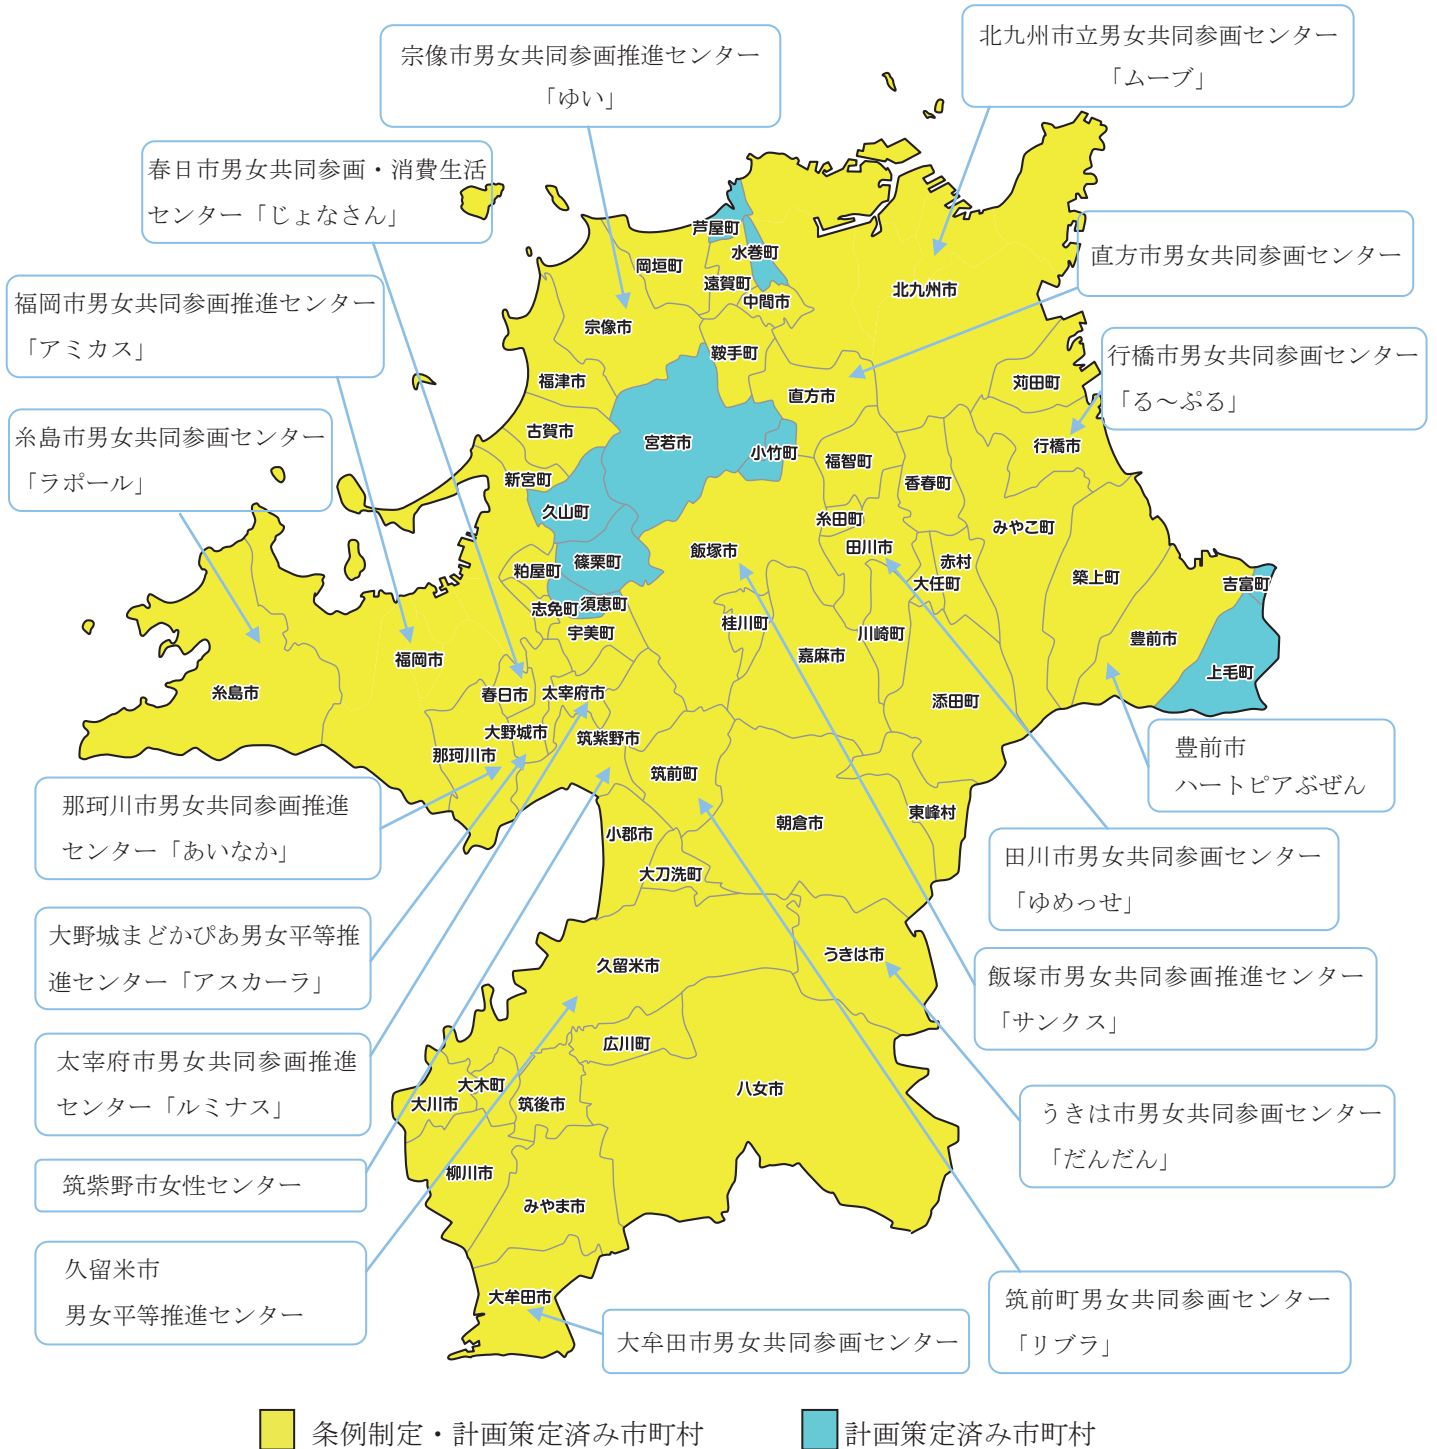 宗像市男女共同参画推進センター
「ゆい」
北九州市立男女共同参画センター
「ムーブ」
春日市男女共同参画・消費生活
センター「じょなさん」
直方市男女共同参画センター
福岡市男女共同参画推進センター
「アミカス」
行橋市男女共同参画センター
「る～ぷる」
糸島市男女共同参画センター
「ラポール」
芦屋町
水巻町
岡垣町
遠賀町
中間市
北九州市
宗像市
鞍手町
福津市
直方市
苅田町
古賀市
宮若市
小竹町
行橋市
新宮町
福智町
香春町
久山町
糸田町
みやこ町
飯塚市
田川市
篠栗町
赤村
粕屋町
大任町
築上町
吉富町
志免町
須恵町
桂川町
川崎町
宇美町
豊前市
福岡市
嘉麻市
上毛町
糸島市
春日市
太宰府市
添田町
大野城市
筑紫野市
那珂川市
筑前町
東峰村
朝倉市
小郡市
大刀洗町
うきは市
久留米市
広川町
大木町
八女市
大川市
筑後市
柳川市
みやま市
大牟田市
豊前市
ハートピアぶぜん
那珂川市男女共同参画推進
センター「あいなか」
田川市男女共同参画センター
「ゆめっせ」
大野城まどかぴあ男女平等推
進センター「アスカーラ」
飯塚市男女共同参画推進センター
「サンクス」
太宰府市男女共同参画推進
センター「ルミナス」
うきは市男女共同参画センター
「だんだん」
筑紫野市女性センター
久留米市
男女平等推進センター
筑前町男女共同参画センター
「リブラ」
大牟田市男女共同参画センター
条例制定・計画策定済み市町村
計画策定済み市町村